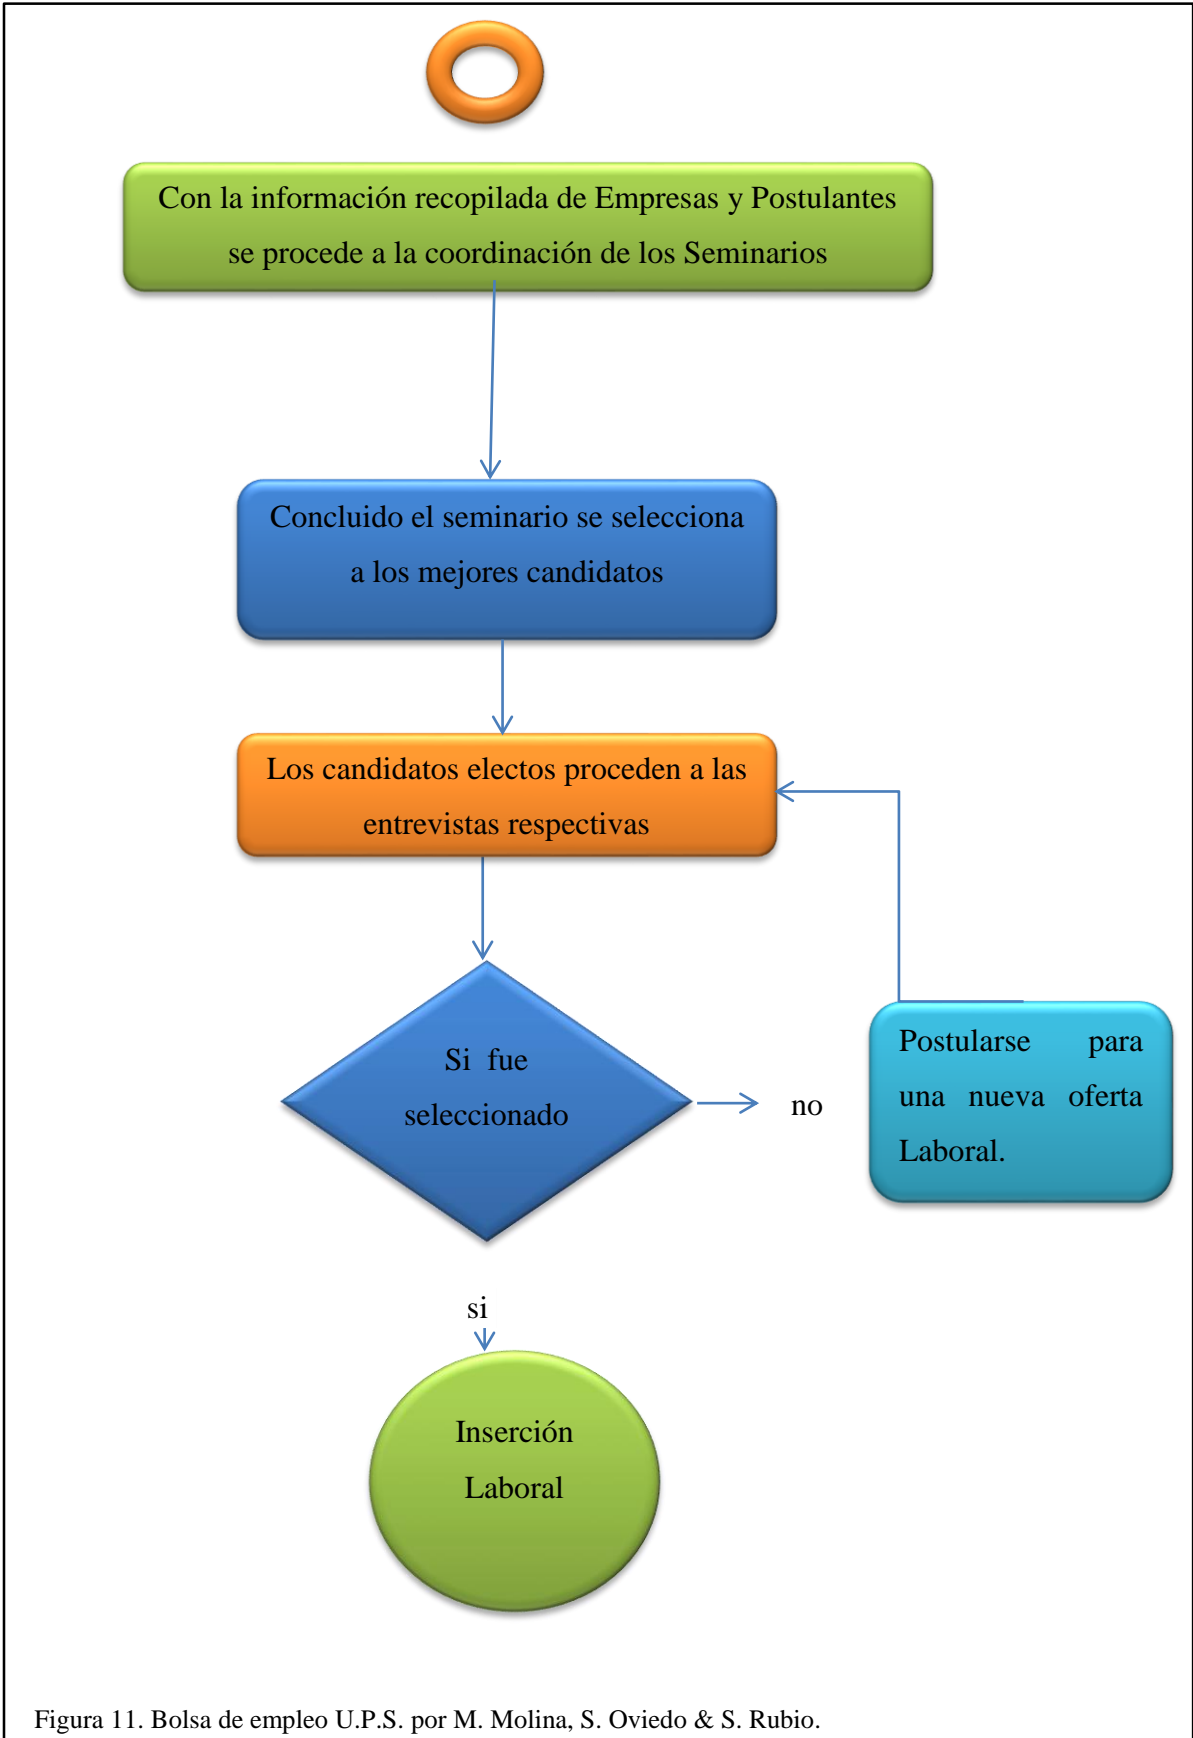 Con la información recopilada de Empresas y Postulantes
se procede a la coordinación de los Seminarios
Concluido el seminario se selecciona
a los mejores candidatos
Los candidatos electos proceden a las
entrevistas respectivas
Si fue
seleccionado
no
Postularse para
una nueva oferta
Laboral.
si
Inserción
Laboral
Figura 11. Bolsa de empleo U.P.S. por M. Molina, S. Oviedo & S. Rubio.